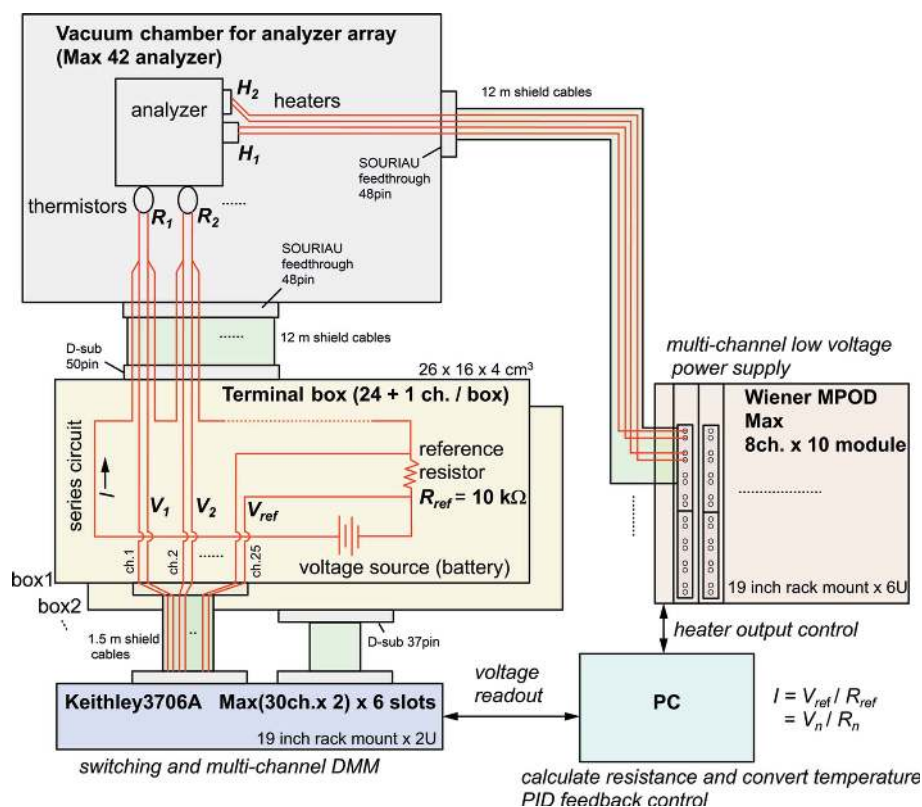 Vacuum chamber for analyzer array
(Max 42 analyzer)
H2
heaters
analyzer
H1
12 m shield cables
SOURIAU
feedthrough
48pin
thermistors
R1
R2
......
SOURIAU
feedthrough
48pin
12 m shield cables
D-sub
50pin
26 x 16 x 4 cm³
Terminal box (24 + 1 ch. / box)
series circuit
I
reference
resistor
Rref = 10 kΩ
V1
V2
Vref
ch.1
ch.2
......
ch.25
voltage source (battery)
box1
box2
1.5 m shield
cables
D-sub 37pin
Keithley3706A Max(30ch.x 2) x 6 slots
19 inch rack mount x 2U
switching and multi-channel DMM
voltage
readout
multi-channel low voltage
power supply
Wiener MPOD
Max
8ch. x 10 module
19 inch rack mount x 6U
heater output control
PC
I = Vref / Rref
= Vn / Rn
calculate resistance and convert temperature
PID feedback control